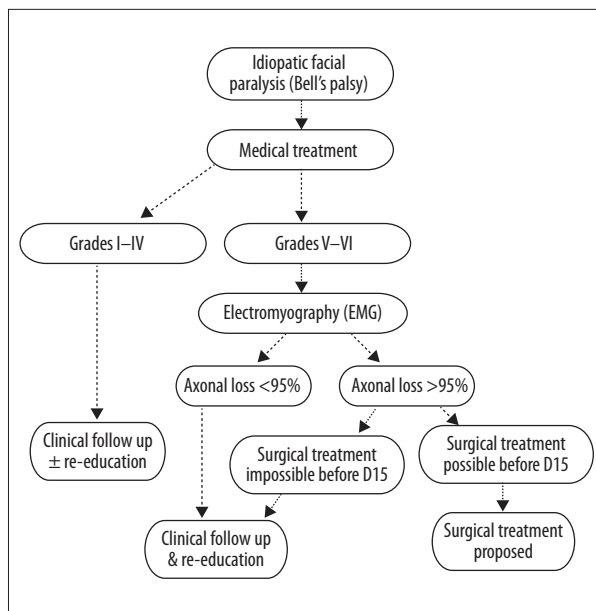 Idiopatic facial
paralysis (Bell's palsy)
Medical treatment
Grades I–IV
Grades V–VI
Electromyography (EMG)
Axonal loss <95%
Axonal loss >95%
Clinical follow up
± re-education
Surgical treatment
impossible before D15
Surgical treatment
possible before D15
Clinical follow up
& re-education
Surgical treatment
proposed